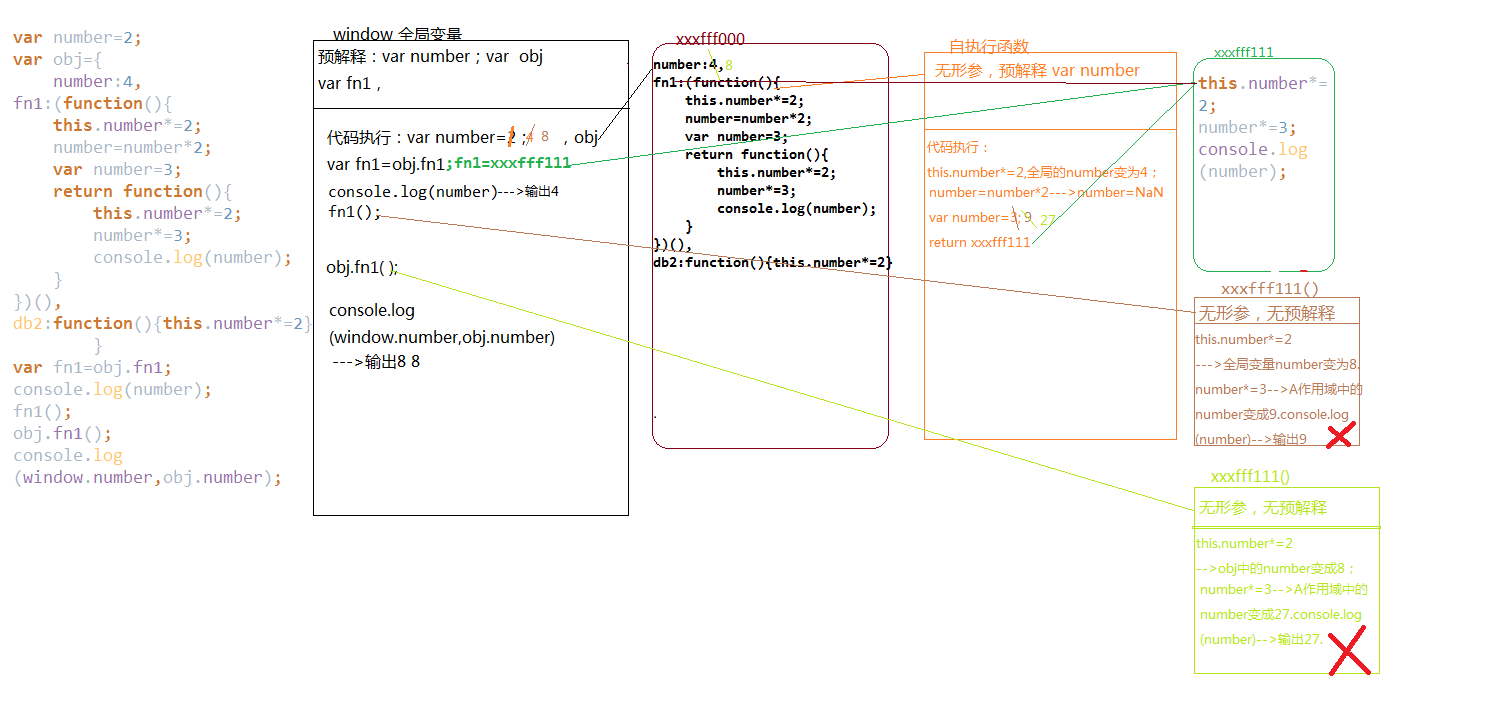 var number=2;
var obj={
number:4,
fn1:(function(){
this.number*=2;
number=number*2;
var number=3;
return function(){
this.number*=2;
number*=3;
console.log(number);
}
})(),
db2:function(){this.number*=2}
}
var fn1=obj.fn1;
console.log(number);
fn1();
obj.fn1();
console.log
(window.number,obj.number);
window 全局变量
预解释：var number；var obj
var fn1 ,
代码执行：var number=2 ; 4 8 ，obj
var fn1=obj.fn1;fn1=xxxfff111
console.log(number)--->输出4
fn1();
obj.fn1( );
console.log
(window.number,obj.number)
--->输出8 8
xxxfff000
number:4, 8
fn1:(function(){
this.number*=2;
number=number*2;
var number=3;
return function(){
this.number*=2;
number*=3;
console.log(number);
}
})(),
db2:function(){this.number*=2}
.
自执行函数
无形参，预解释 var number
代码执行：
this.number*=2,全局的number变为4；
number=number*2--->number=NaN
var number=3; 9 27
return xxxfff111
xxxfff111
this.number*=
2;
number*=3;
console.log
(number);
xxxfff111()
无形参，无预解释
this.number*=2
--->全局变量number变为8.
number*=3-->A作用域中的
number变成9.console.log
(number)-->输出9
xxxfff111()
无形参，无预解释
this.number*=2
-->obj中的number变成8；
number*=3-->A作用域中的
number变成27.console.log
(number)-->输出27.